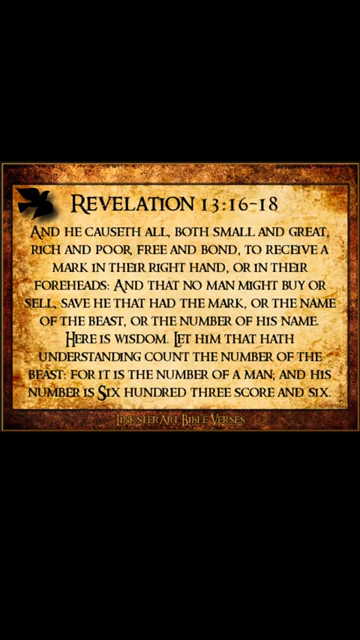 Revelation 13:16-18
And he causeth all, both small and great,
rich and poor, free and bond, to receive a
mark in their right hand, or in their
foreheads: And that no man might buy or
sell, save he that had the mark, or the name
of the beast, or the number of his name.
Here is wisdom. Let him that hath
understanding count the number of the
beast: for it is the number of a man; and his
number is Six hundred three score and six.
LinksterArt Bible Verses